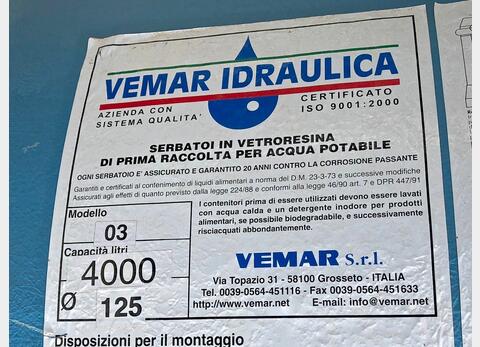 VEMAR IDRAULICA
AZIENDA CON
SISTEMA QUALITA'
CERTIFICATO
ISO 9001:2000
SERBATOI IN VETRORESINA
DI PRIMA RACCOLTA PER ACQUA POTABILE
OGNI SERBATOIO E' ASSICURATO E GARANTITO 20 ANNI CONTRO LA CORROSIONE PASSANTE
Garantiti e certificati al contenimento di liquidi alimentari a norma del D.M. 23-3-73 e successive modifiche
Assicurati agli effetti di quanto previsto dalla legge 224/88 e conformi alla legge 46/90 art. 7 e DPR 447/91
Modello
03
Capacità litri
4000
Ø 125
I contenitori prima di essere utilizzati devono essere lavati
con acqua calda e un detergente inodore per prodotti
alimentari, se possibile biodegradabile, e successivamente
risciacquati abbondantemente.
VEMAR S.r.l.
Via Topazio 31 - 58100 Grosseto - ITALIA
Tel. 0039-0564-451116 - Fax 0039-0564-451633
http://www.vemar.net E-mail: info@vemar.net
Disposizioni per il montaggio